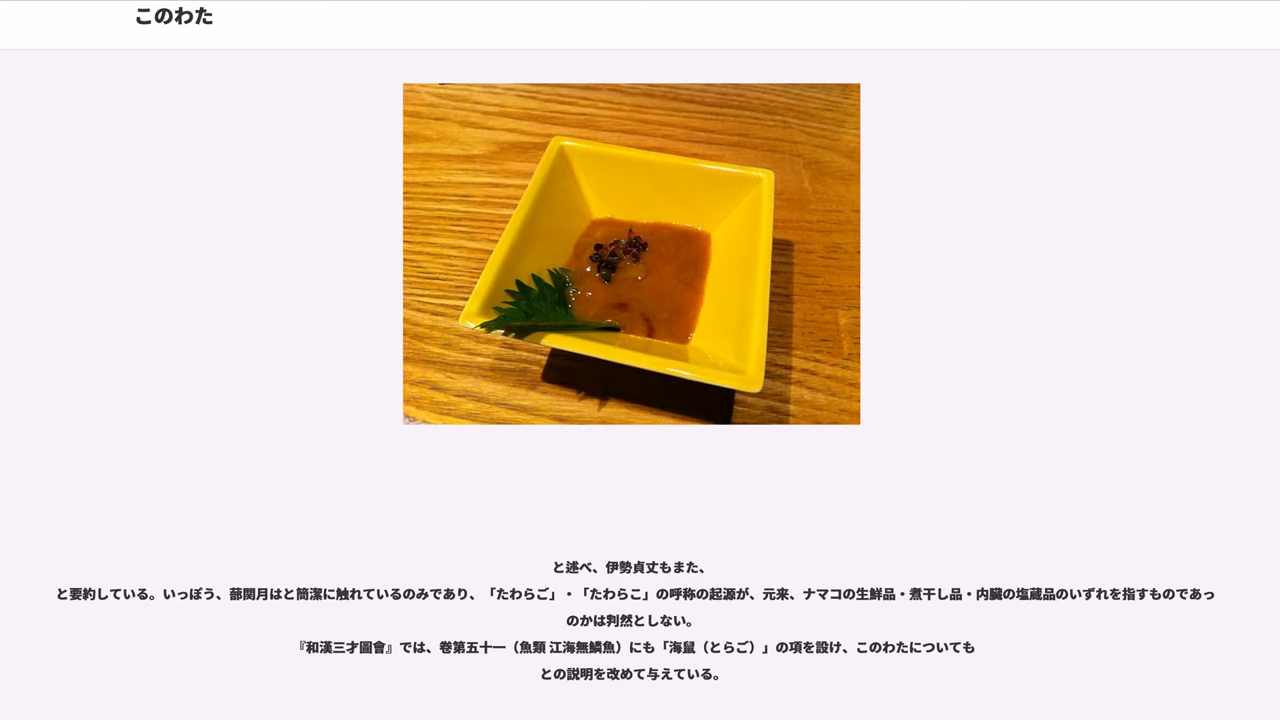 このわた
と述べ、伊勢貞丈もまた、
と要約している。いっぽう、蔀関月はと簡潔に触れているのみであり、「たわらご」・「たわらこ」の呼称の起源が、元来、ナマコの生鮮品・煮干し品・内臓の塩蔵品のいずれを指すものであっ
のかは判然としない。
『和漢三才圖會』では、卷第五十一（魚類 江海無鱗魚）にも「海鼠（とらご）」の項を設け、このわたについても
との説明を改めて与えている。